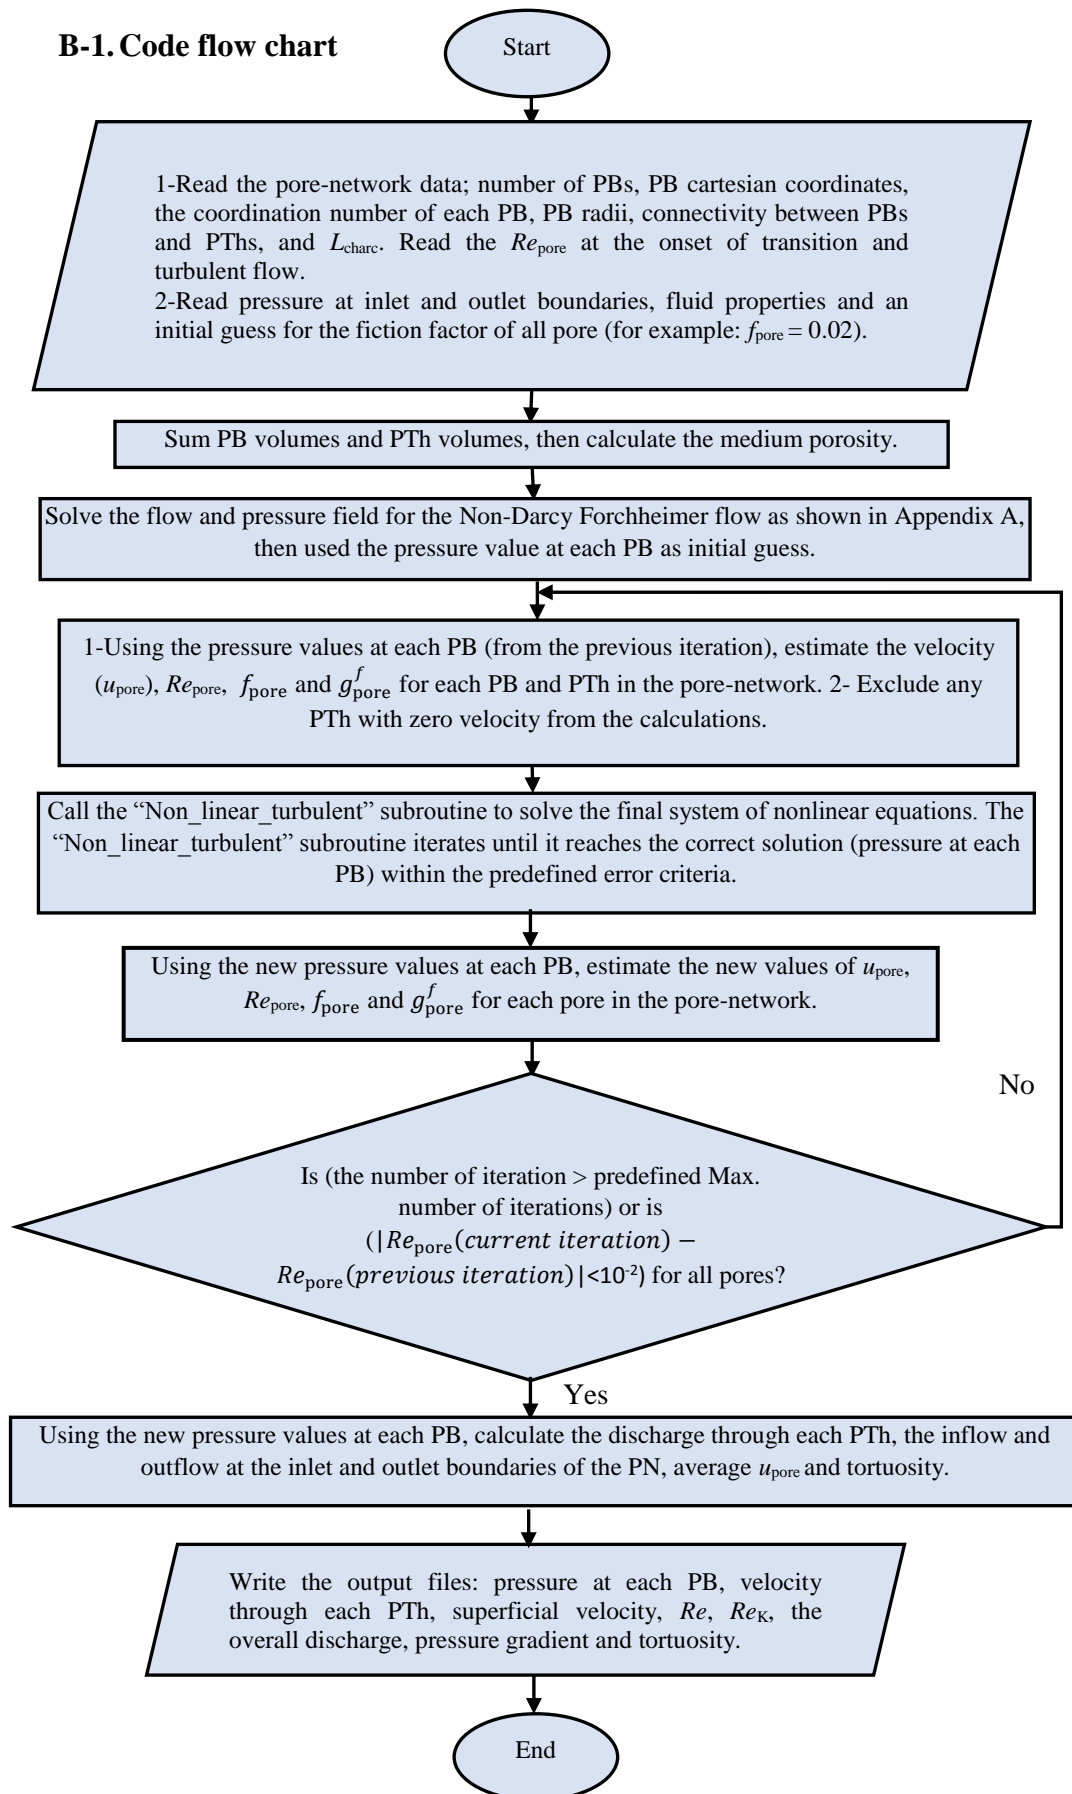 B-1. Code flow chart
Start
1-Read the pore-network data; number of PBs, PB cartesian coordinates,
the coordination number of each PB, PB radii, connectivity between PBs
and PThs, and Lcharc. Read the Repore at the onset of transition and
turbulent flow.
2-Read pressure at inlet and outlet boundaries, fluid properties and an
initial guess for the fiction factor of all pore (for example: fpore = 0.02).
Sum PB volumes and PTh volumes, then calculate the medium porosity.
Solve the flow and pressure field for the Non-Darcy Forchheimer flow as shown in Appendix A,
then used the pressure value at each PB as initial guess.
1-Using the pressure values at each PB (from the previous iteration), estimate the velocity
(upore), Repore, fpore and g^f_pore for each PB and PTh in the pore-network. 2- Exclude any
PTh with zero velocity from the calculations.
Call the “Non_linear_turbulent” subroutine to solve the final system of nonlinear equations. The
“Non_linear_turbulent” subroutine iterates until it reaches the correct solution (pressure at each
PB) within the predefined error criteria.
Using the new pressure values at each PB, estimate the new values of upore,
Repore, fpore and g^f_pore for each pore in the pore-network.
No
Is (the number of iteration > predefined Max.
number of iterations) or is
(|Repore(current iteration) −
Repore(previous iteration)|<10-2) for all pores?
Yes
Using the new pressure values at each PB, calculate the discharge through each PTh, the inflow and
outflow at the inlet and outlet boundaries of the PN, average upore and tortuosity.
Write the output files: pressure at each PB, velocity
through each PTh, superficial velocity, Re, ReK, the
overall discharge, pressure gradient and tortuosity.
End